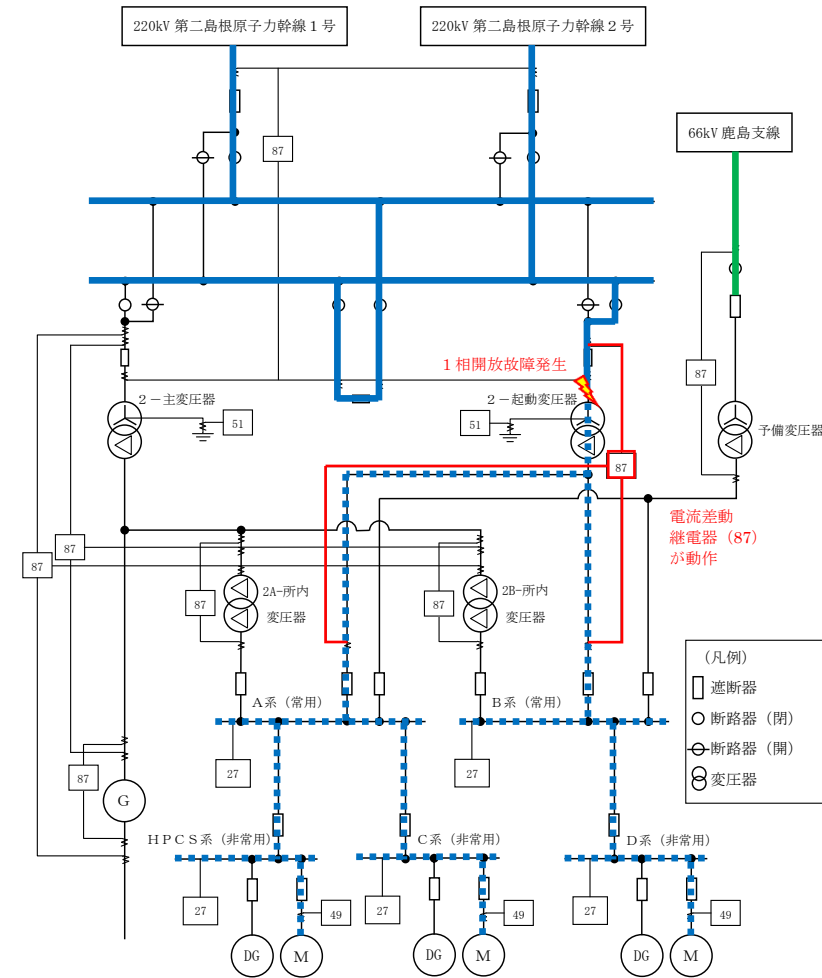 220kV 第二島根原子力幹線１号
220kV 第二島根原子力幹線２号
66kV 鹿島支線
87
１相開放故障発生
87
２－主変圧器
51
２－起動変圧器
51
予備変圧器
87
電流差動
継電器（87）
が動作
87
87
87
2A-所内
変圧器
87
2B-所内
変圧器
（凡例）
遮断器
断路器（閉）
断路器（開）
変圧器
Ａ系（常用）
Ｂ系（常用）
27
27
87
G
ＨＰＣＳ系（非常用）
Ｃ系（非常用）
Ｄ系（非常用）
27
49
27
49
27
49
DG
M
DG
M
DG
M